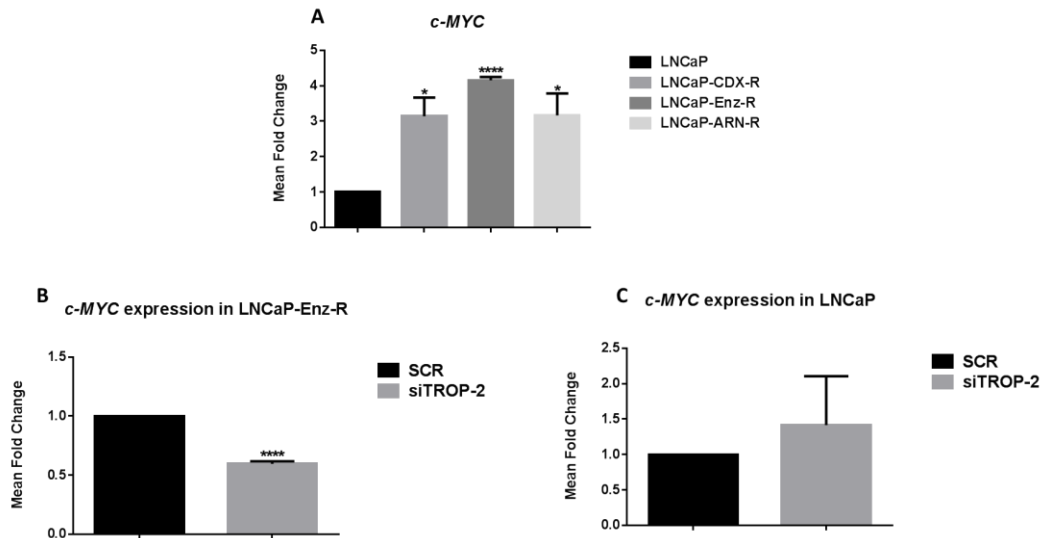 A
c-MYC
Mean Fold Change
5
4
3
2
1
0
*
****
*
LNCaP
LNCaP-CDX-R
LNCaP-Enz-R
LNCaP-ARN-R
B
c-MYC expression in LNCaP-Enz-R
Mean Fold Change
1.5
1.0
0.5
0.0
****
SCR
siTROP-2
C
c-MYC expression in LNCaP
Mean Fold Change
2.5
2.0
1.5
1.0
0.5
0.0
SCR
siTROP-2